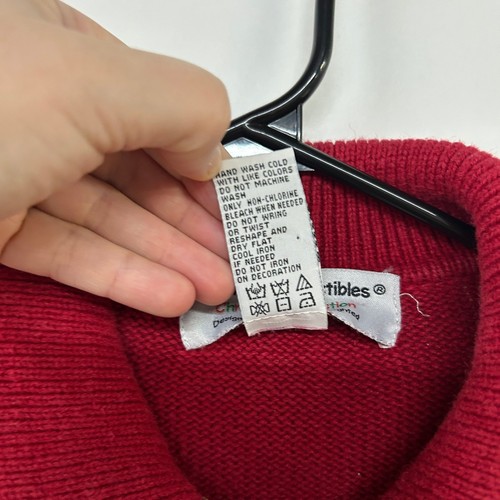 HAND WASH COLD
WITH LIKE COLORS
DO NOT MACHINE
WASH
ONLY NON-CHLORINE
BLEACH WHEN NEEDED
DO NOT WRING
OR TWIST
RESHAPE AND
DRY FLAT
COOL IRON
IF NEEDED
DO NOT IRON
ON DECORATION
tibles®